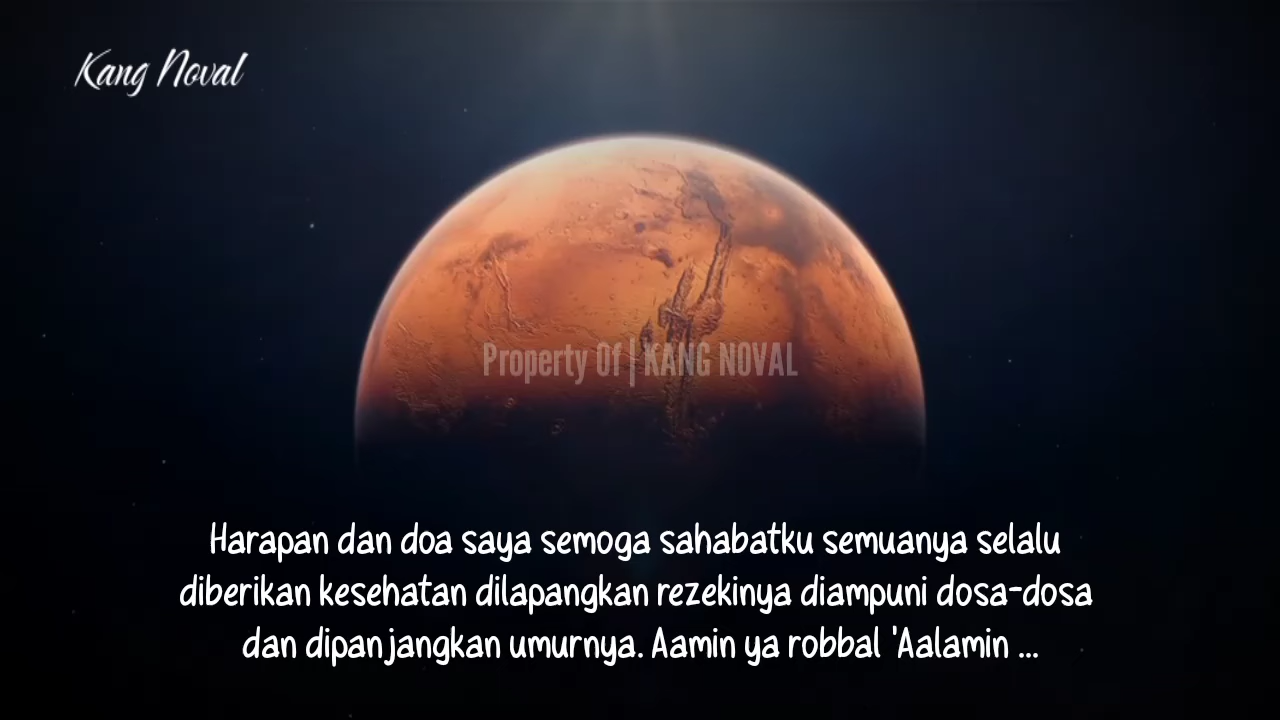 Kang Noval
Property Of | KANG NOVAL
Harapan dan doa saya semoga sahabatku semuanya selalu
diberikan kesehatan dilapangkan rezekinya diampuni dosa-dosa
dan dipanjangkan umurnya. Aamin ya robbal 'Aalamin ...